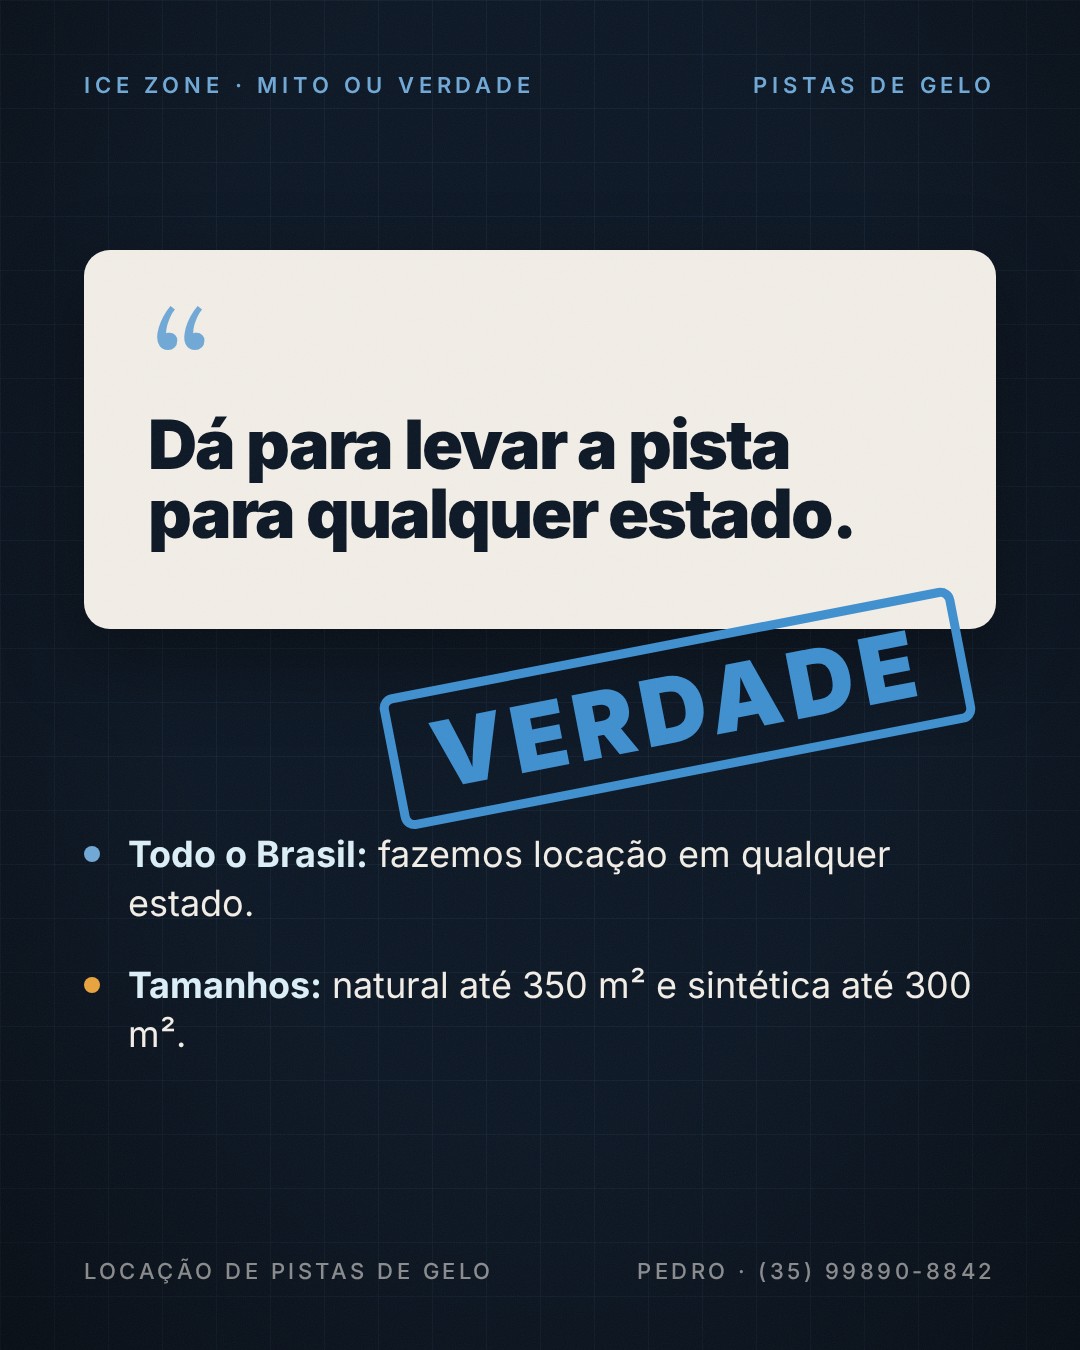 ICE ZONE · MITO OU VERDADE
PISTAS DE GELO
“
Dá para levar a pista
para qualquer estado.
VERDADE
Todo o Brasil: fazemos locação em qualquer
estado.
Tamanhos: natural até 350 m² e sintética até 300
m².
LOCAÇÃO DE PISTAS DE GELO
PEDRO · (35) 99890-8842